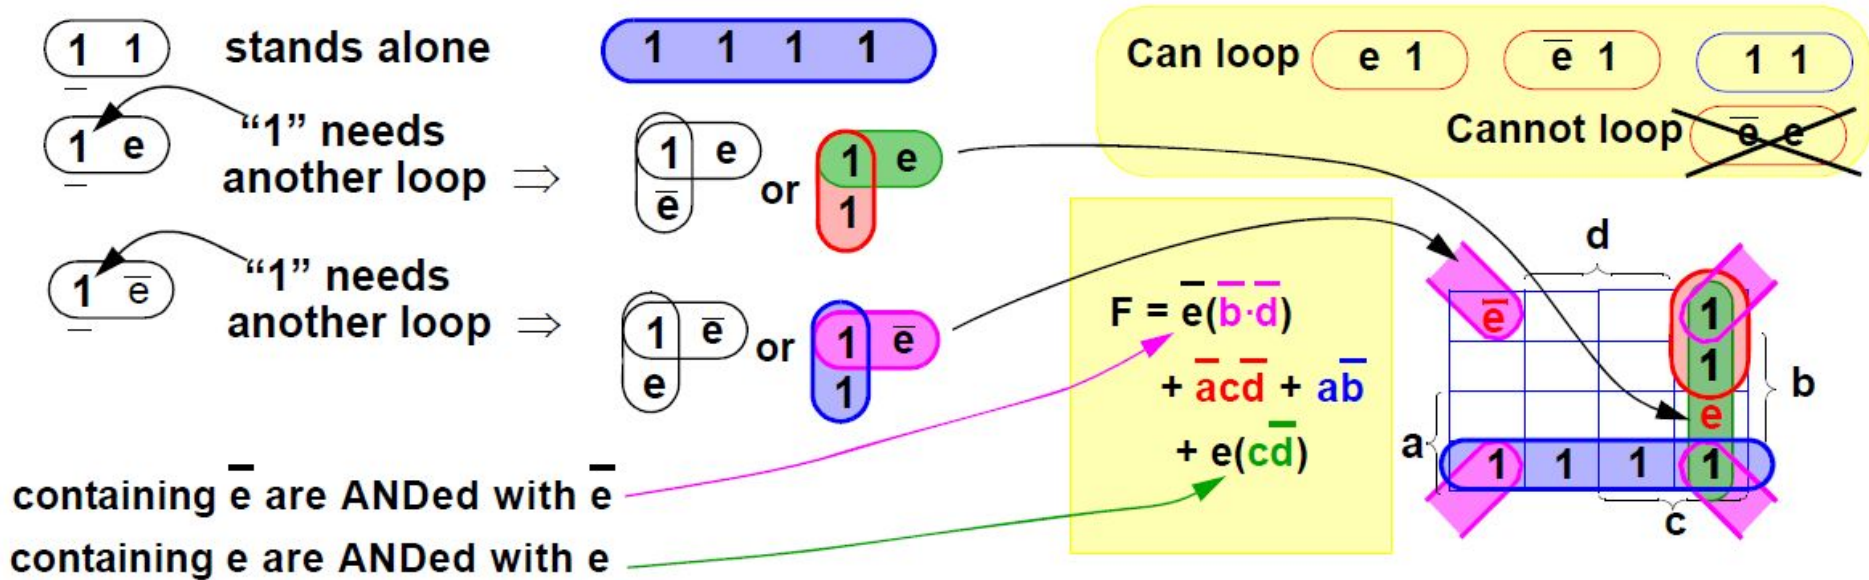 1 1 stands alone
1 e "1" needs
another loop ⇒
1 e̅ "1" needs
another loop ⇒
containing e̅ are ANDed with e̅
containing e are ANDed with e
1 1 1 1
1 e
e̅
or
1 e
1
1 e̅
e
or
1 e̅
1
Can loop e 1 e̅ 1 1 1
Cannot loop e̅ e
F = e̅(b̅·d̅)
+ a̅cd̅ + ab̅
+ e(cd̅)
d
e̅ 1
1
b
e
a
1 1 1 1
c